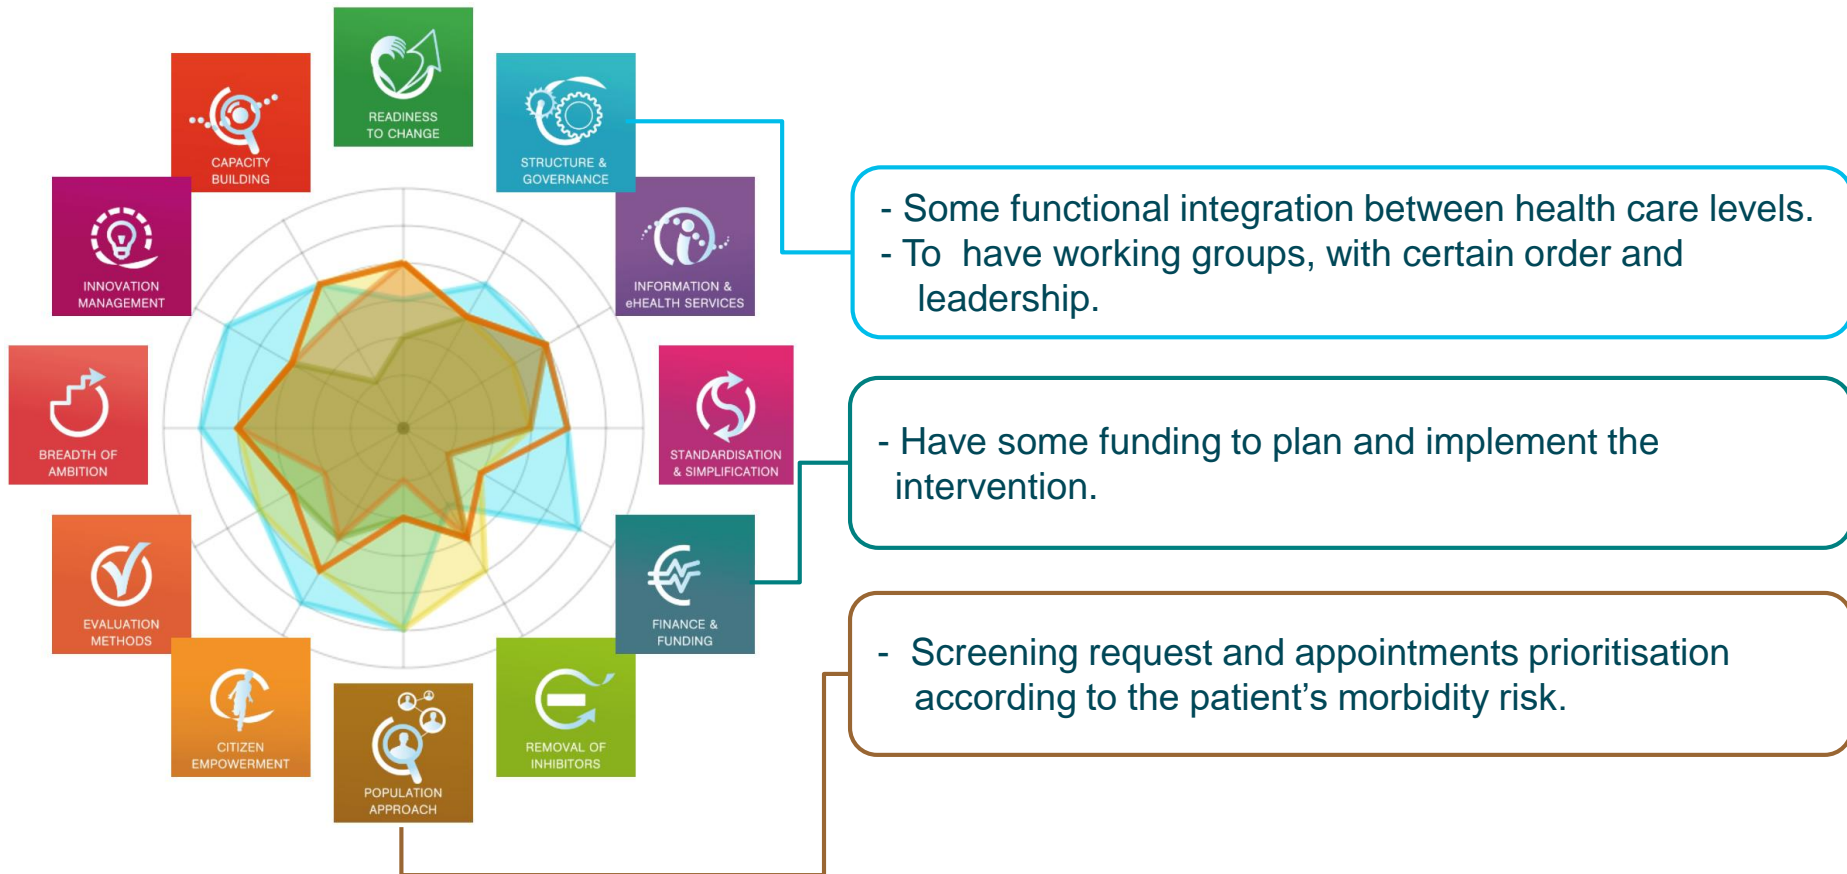 READINESS
TO CHANGE
STRUCTURE &
GOVERNANCE
INFORMATION &
eHEALTH SERVICES
STANDARDISATION
& SIMPLIFICATION
FINANCE &
FUNDING
REMOVAL OF
INHIBITORS
POPULATION
APPROACH
CITIZEN
EMPOWERMENT
EVALUATION
METHODS
BREADTH OF
AMBITION
INNOVATION
MANAGEMENT
CAPACITY
BUILDING
- Some functional integration between health care levels.
- To have working groups, with certain order and
leadership.
- Have some funding to plan and implement the
intervention.
- Screening request and appointments prioritisation
according to the patient’s morbidity risk.